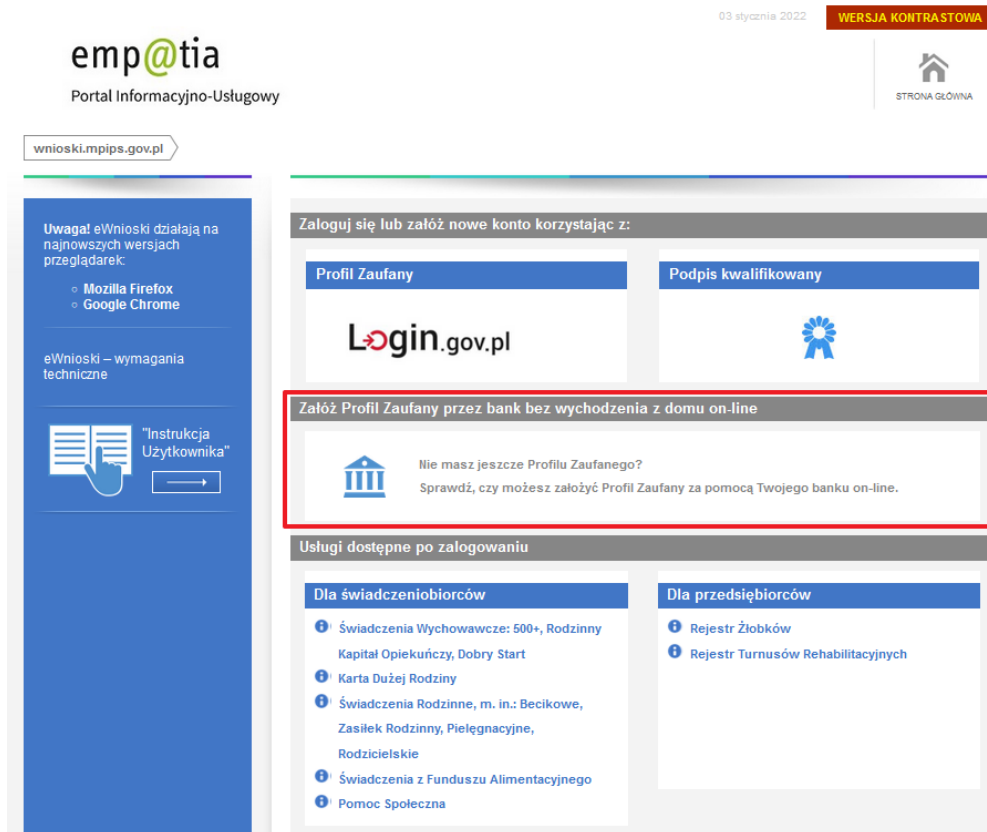 03 stycznia 2022
WERSJA KONTRASTOWA
emp@tia
Portal Informacyjno-Usługowy
STRONA GŁÓWNA
wnioski.mpips.gov.pl
Uwaga! eWnioski działają na
najnowszych wersjach
przeglądarek:
Mozilla Firefox
Google Chrome
eWnioski – wymagania
techniczne
"Instrukcja
Użytkownika"
Zaloguj się lub załóż nowe konto korzystając z:
Profil Zaufany
Login.gov.pl
Podpis kwalifikowany
Załóż Profil Zaufany przez bank bez wychodzenia z domu on-line
Nie masz jeszcze Profilu Zaufanego?
Sprawdź, czy możesz założyć Profil Zaufany za pomocą Twojego banku on-line.
Usługi dostępne po zalogowaniu
Dla świadczeniobiorców
Świadczenia Wychowawcze: 500+, Rodzinny
Kapitał Opiekuńczy, Dobry Start
Karta Dużej Rodziny
Świadczenia Rodzinne, m. in.: Becikowe,
Zasiłek Rodzinny, Pielęgnacyjne,
Rodzicielskie
Świadczenia z Funduszu Alimentacyjnego
Pomoc Społeczna
Dla przedsiębiorców
Rejestr Żłobków
Rejestr Turnusów Rehabilitacyjnych